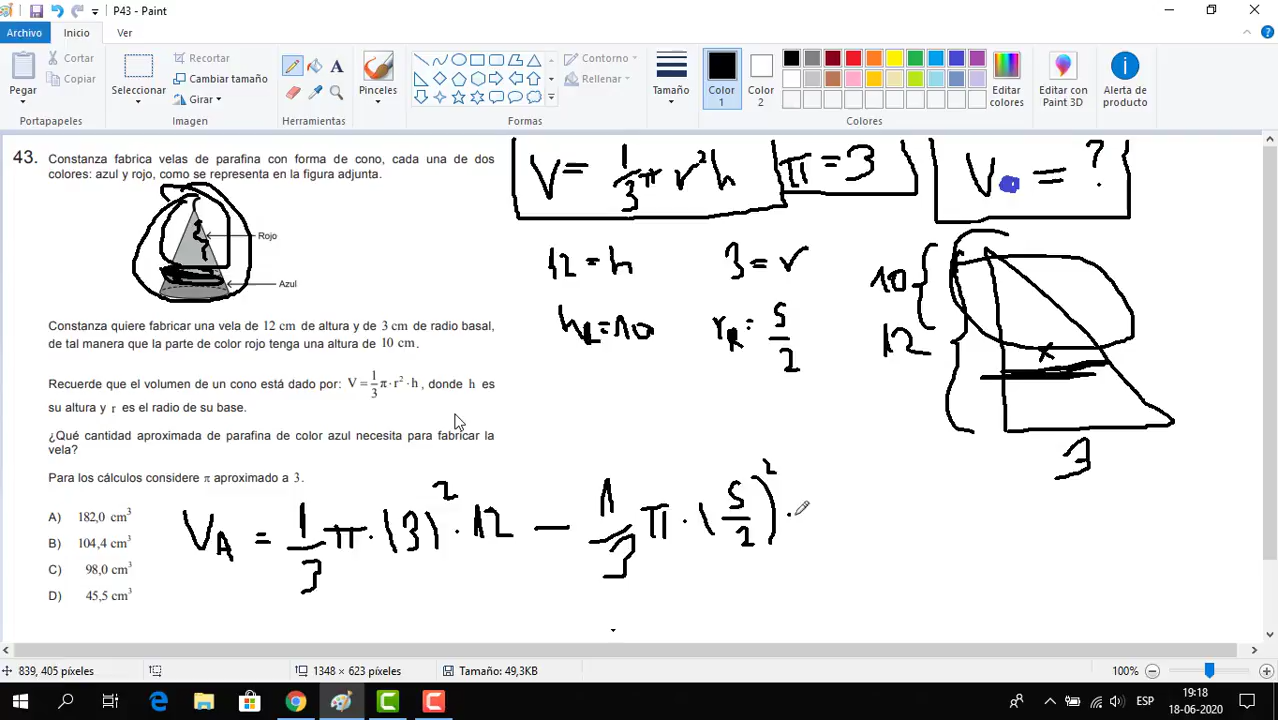 P43 - Paint
Archivo
Inicio
Ver
Pegar
Cortar
Copiar
Portapapeles
Seleccionar
Recortar
Cambiar tamaño
Girar
Imagen
A
Herramientas
Pinceles
Contorno
Rellenar
Formas
Tamaño
Color 1
Color 2
Colores
Editar colores
Editar con Paint 3D
Alerta de producto
43. Constanza fabrica velas de parafina con forma de cono, cada una de dos
colores: azul y rojo, como se representa en la figura adjunta.
Rojo
Azul
Constanza quiere fabricar una vela de 12 cm de altura y de 3 cm de radio basal,
de tal manera que la parte de color rojo tenga una altura de 10 cm.
Recuerde que el volumen de un cono está dado por: V = 1/3 π · r² · h , donde h es
su altura y r es el radio de su base.
¿Qué cantidad aproximada de parafina de color azul necesita para fabricar la
vela?
Para los cálculos considere π aproximado a 3.
A) 182,0 cm³
B) 104,4 cm³
C) 98,0 cm³
D) 45,5 cm³
V = 1/3 π r² h
π = 3
V = ?
12 = h
3 = r
h_R = 10
r_R = 5/2
10
12
x
3
V_A = 1/3 π · (3)² · 12 − 1/3 π · (5/2)² ·
839, 405 píxeles
1348 × 623 píxeles
Tamaño: 49,3KB
100%
ESP
19:18
18-06-2020